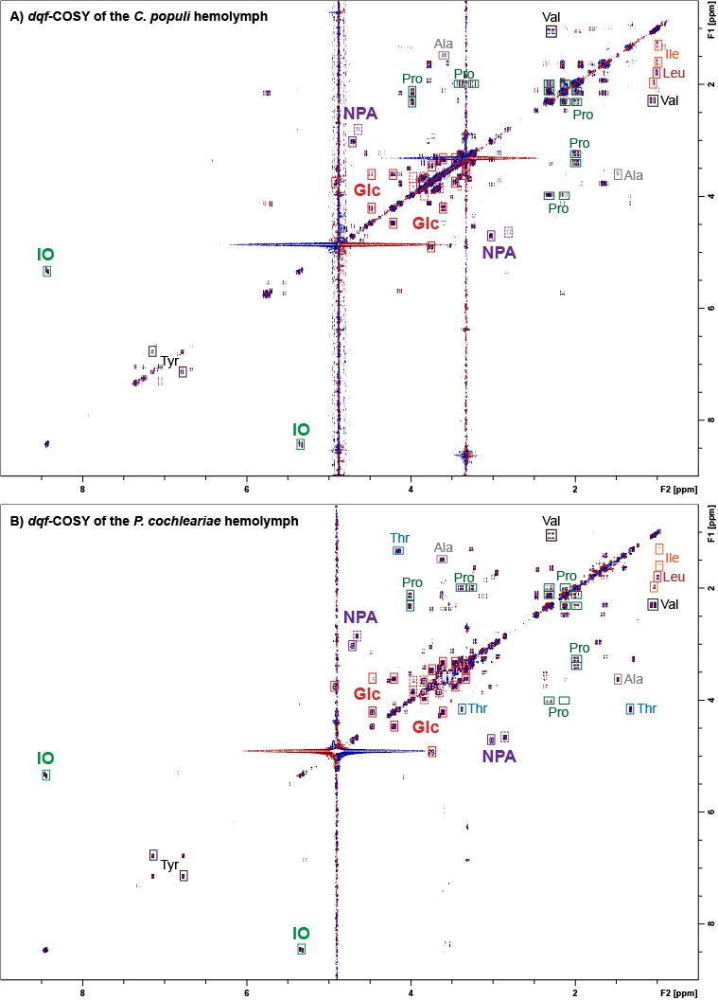 A) dqf-COSY of the C. populi hemolymph
Val
Ala
Ile
Pro
Pro
Leu
NPA
Val
Pro
Pro
Glc
Ala
Glc
Pro
IO
NPA
Tyr
IO
F1 [ppm]
2
4
6
8
8
6
4
2
F2 [ppm]
B) dqf-COSY of the P. cochleariae hemolymph
Val
Thr
Ala
Ile
Pro
Pro
Pro
Leu
NPA
Val
Pro
Ala
Glc
Glc
Pro
Thr
Thr
IO
NPA
Tyr
IO
F1 [ppm]
2
4
6
8
8
6
4
2
F2 [ppm]